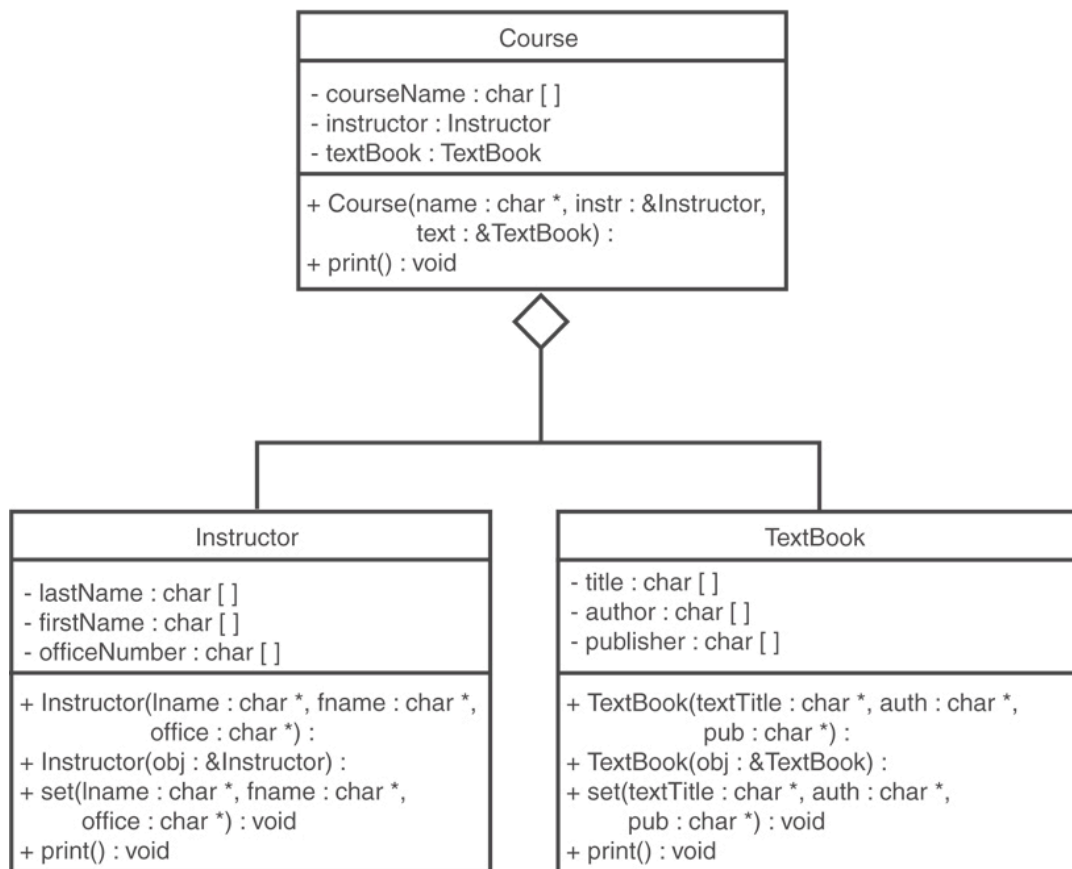 Course
- courseName : char [ ]
- instructor : Instructor
- textBook : TextBook
+ Course(name : char *, instr : &Instructor,
text : &TextBook) :
+ print() : void
Instructor
- lastName : char [ ]
- firstName : char [ ]
- officeNumber : char [ ]
+ Instructor(lname : char *, fname : char *,
office : char *) :
+ Instructor(obj : &Instructor) :
+ set(lname : char *, fname : char *,
office : char *) : void
+ print() : void
TextBook
- title : char [ ]
- author : char [ ]
- publisher : char [ ]
+ TextBook(textTitle : char *, auth : char *,
pub : char *) :
+ TextBook(obj : &TextBook) :
+ set(textTitle : char *, auth : char *,
pub : char *) : void
+ print() : void